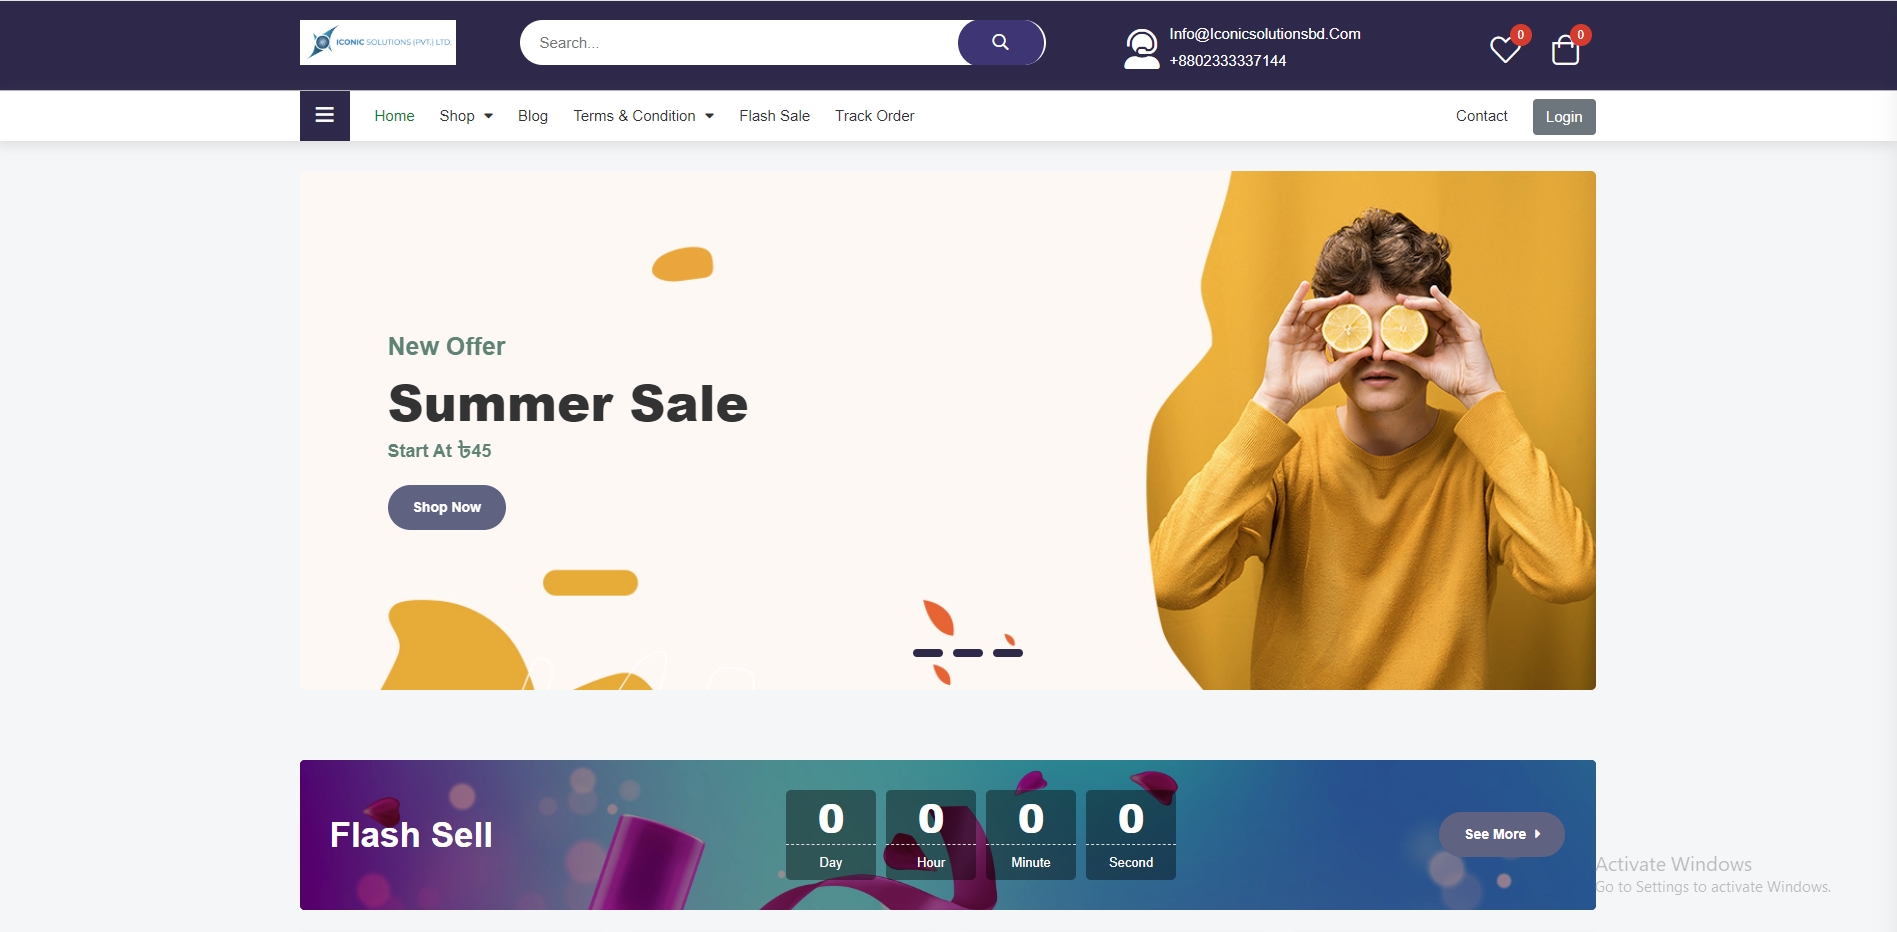 ICONIC SOLUTIONS (PVT.) LTD.
Search...
Info@Iconicsolutionsbd.Com
+8802333337144
0
0
Home
Shop
Blog
Terms & Condition
Flash Sale
Track Order
Contact
Login
New Offer
Summer Sale
Start At ৳45
Shop Now
Flash Sell
0
Day
0
Hour
0
Minute
0
Second
See More
Activate Windows
Go to Settings to activate Windows.